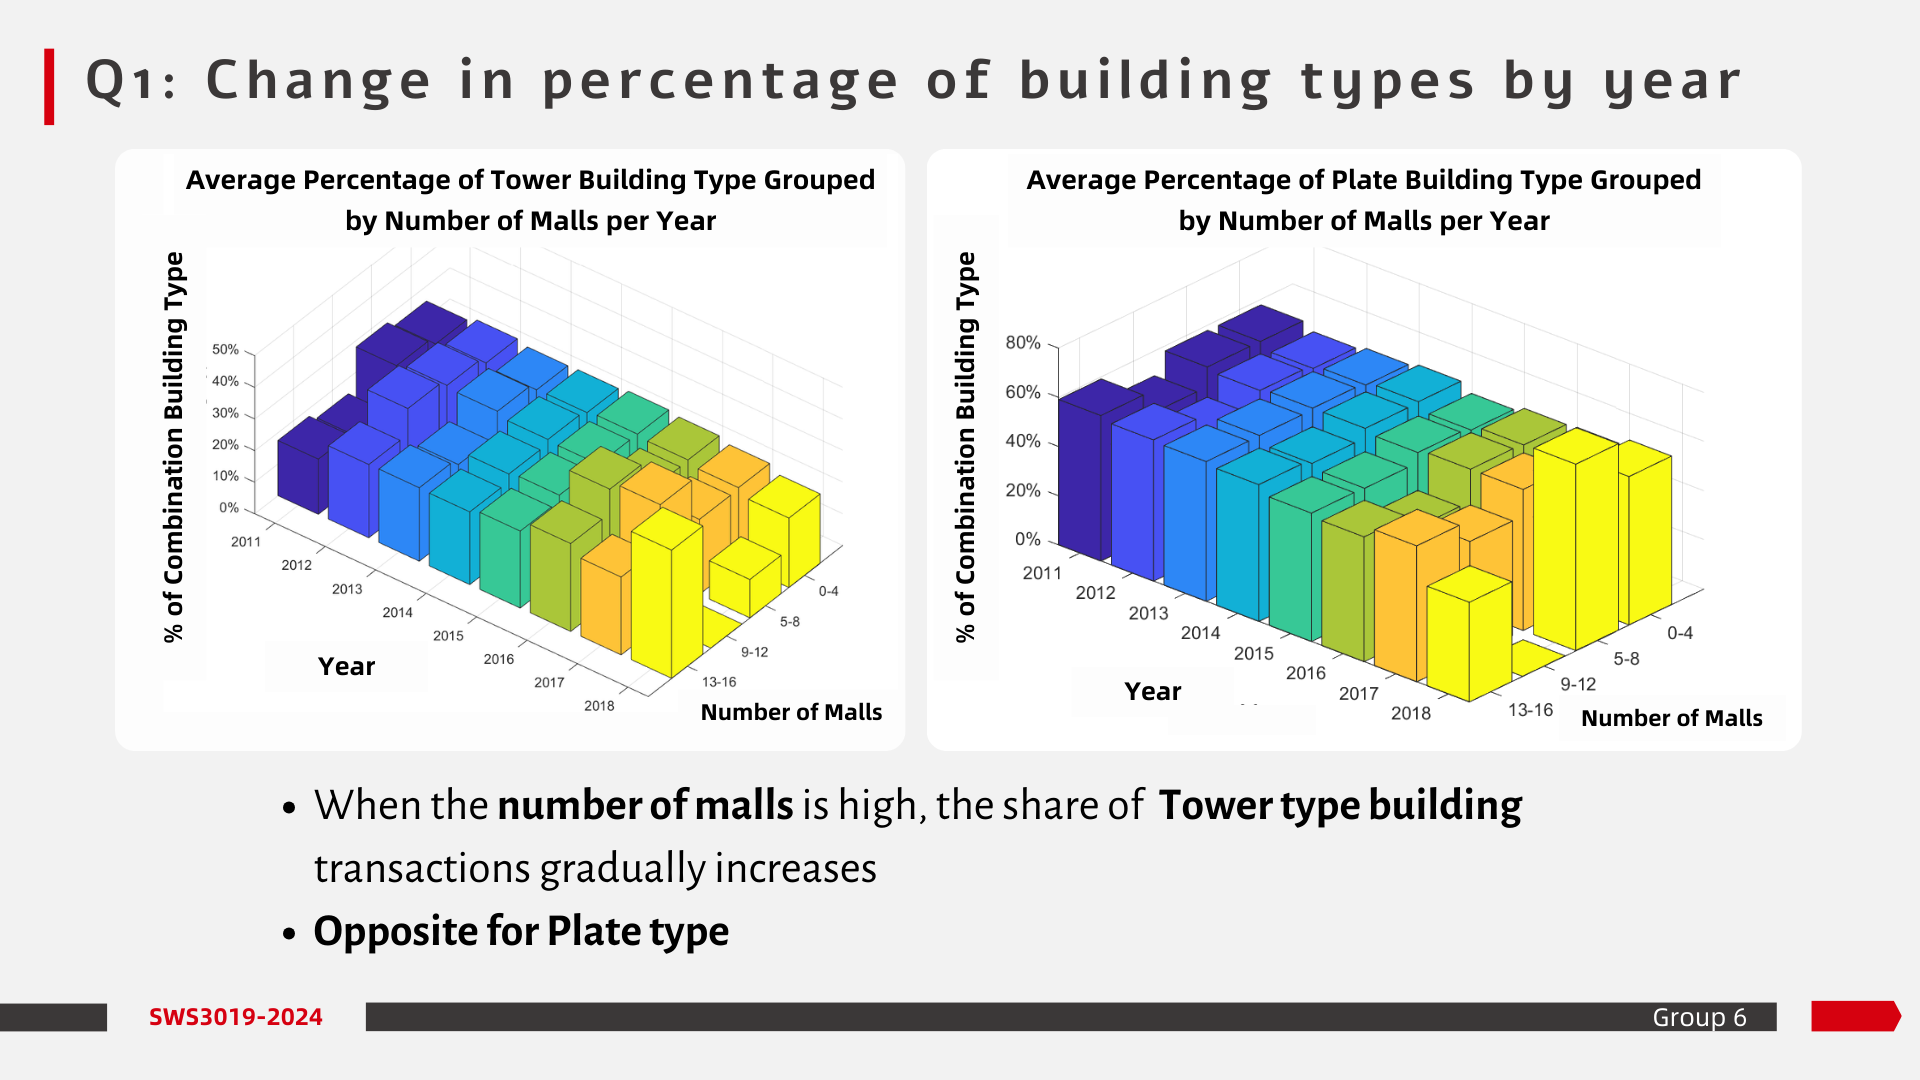 Q1: Change in percentage of building types by year
Average Percentage of Tower Building Type Grouped
by Number of Malls per Year
% of Combination Building Type
50%
40%
30%
20%
10%
0%
2011
2012
2013
2014
2015
2016
2017
2018
Year
0-4
5-8
9-12
13-16
Number of Malls
Average Percentage of Plate Building Type Grouped
by Number of Malls per Year
% of Combination Building Type
80%
60%
40%
20%
0%
2011
2012
2013
2014
2015
2016
2017
2018
Year
0-4
5-8
9-12
13-16
Number of Malls
• When the number of malls is high, the share of Tower type building
transactions gradually increases
• Opposite for Plate type
SWS3019-2024
Group 6